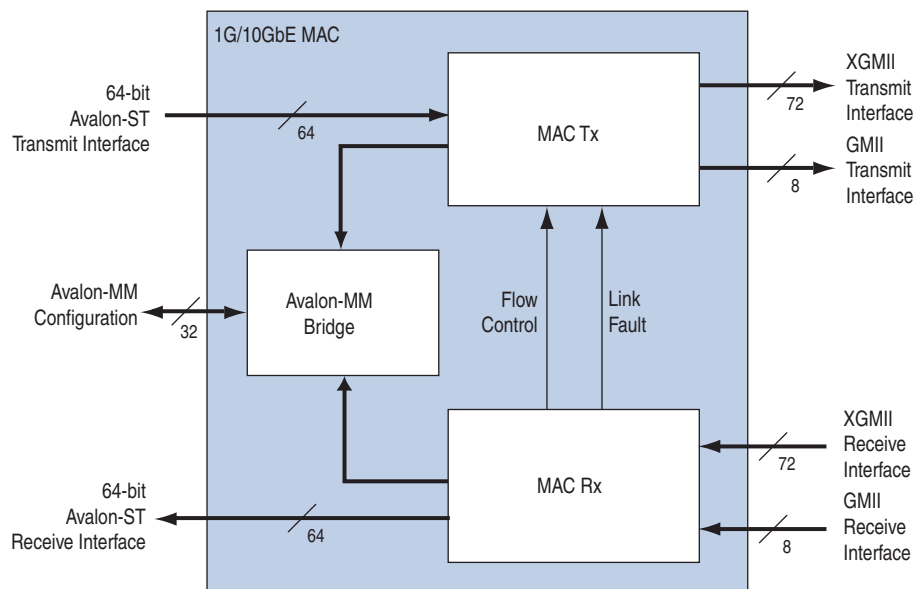 1G/10GbE MAC
64-bit
Avalon-ST
Transmit Interface
64
MAC Tx
XGMII
Transmit
Interface
72
GMII
Transmit
Interface
8
Avalon-MM
Configuration
32
Avalon-MM
Bridge
Flow
Control
Link
Fault
64-bit
Avalon-ST
Receive Interface
64
MAC Rx
XGMII
Receive
Interface
72
GMII
Receive
Interface
8